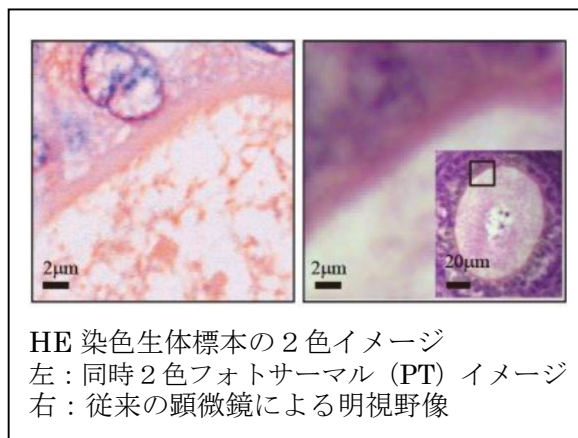 2μm
2μm
20μm
HE 染色生体標本の２色イメージ
左：同時２色フォトサーマル（PT）イメージ
右：従来の顕微鏡による明視野像